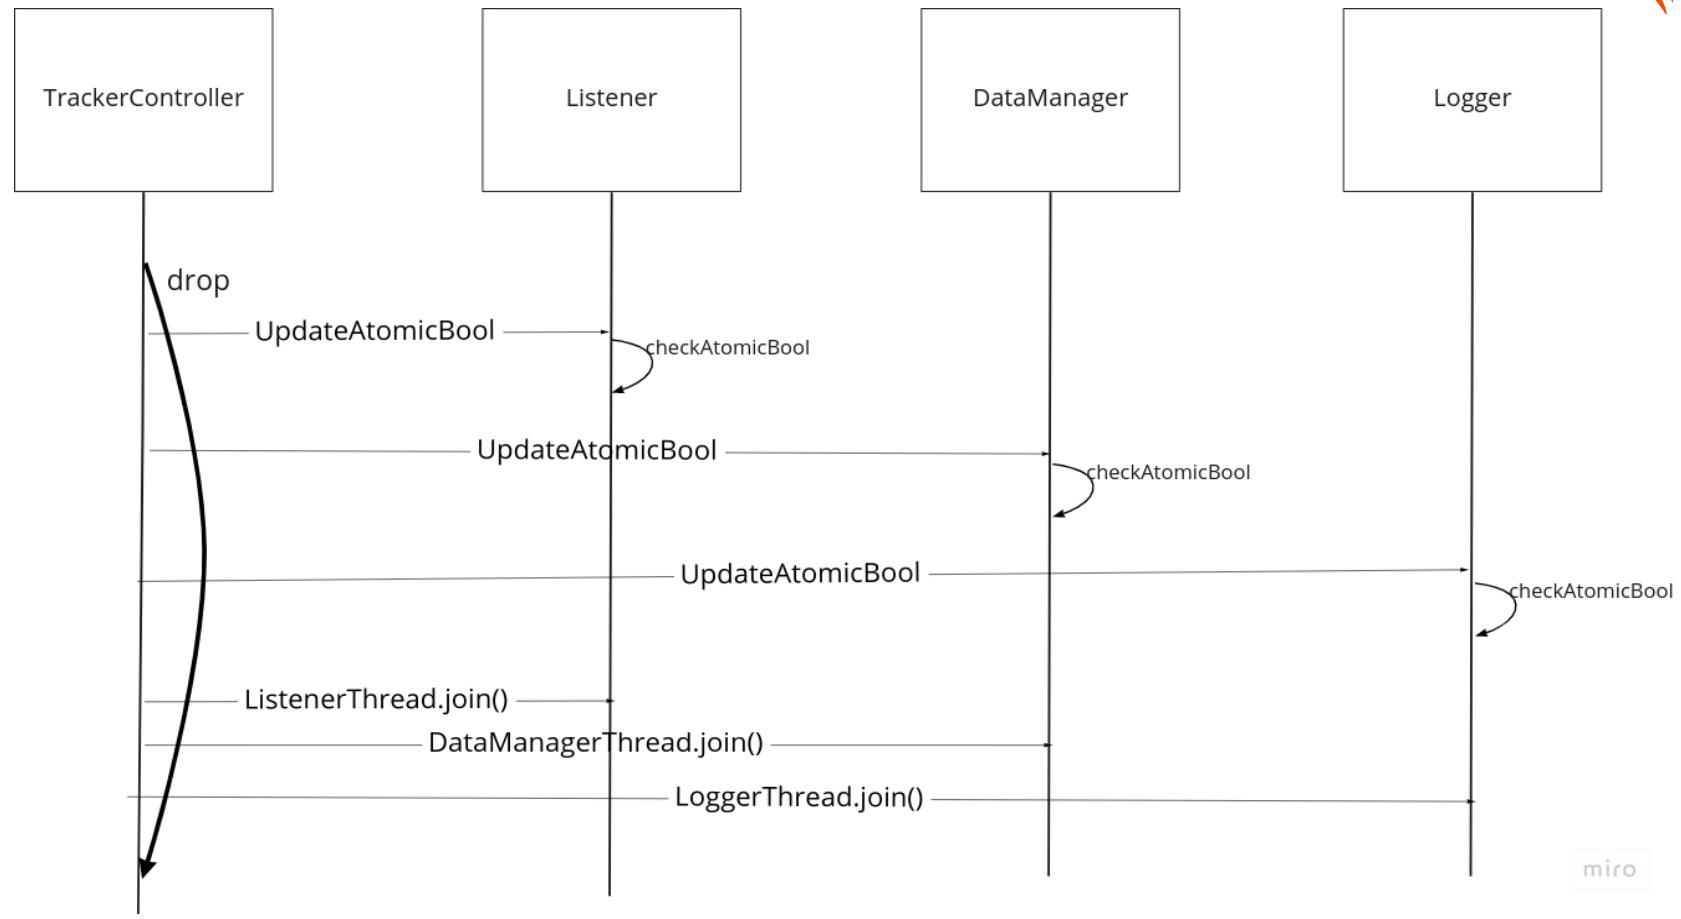 TrackerController
Listener
DataManager
Logger
drop
UpdateAtomicBool
checkAtomicBool
UpdateAtomicBool
checkAtomicBool
UpdateAtomicBool
checkAtomicBool
ListenerThread.join()
DataManagerThread.join()
LoggerThread.join()
miro